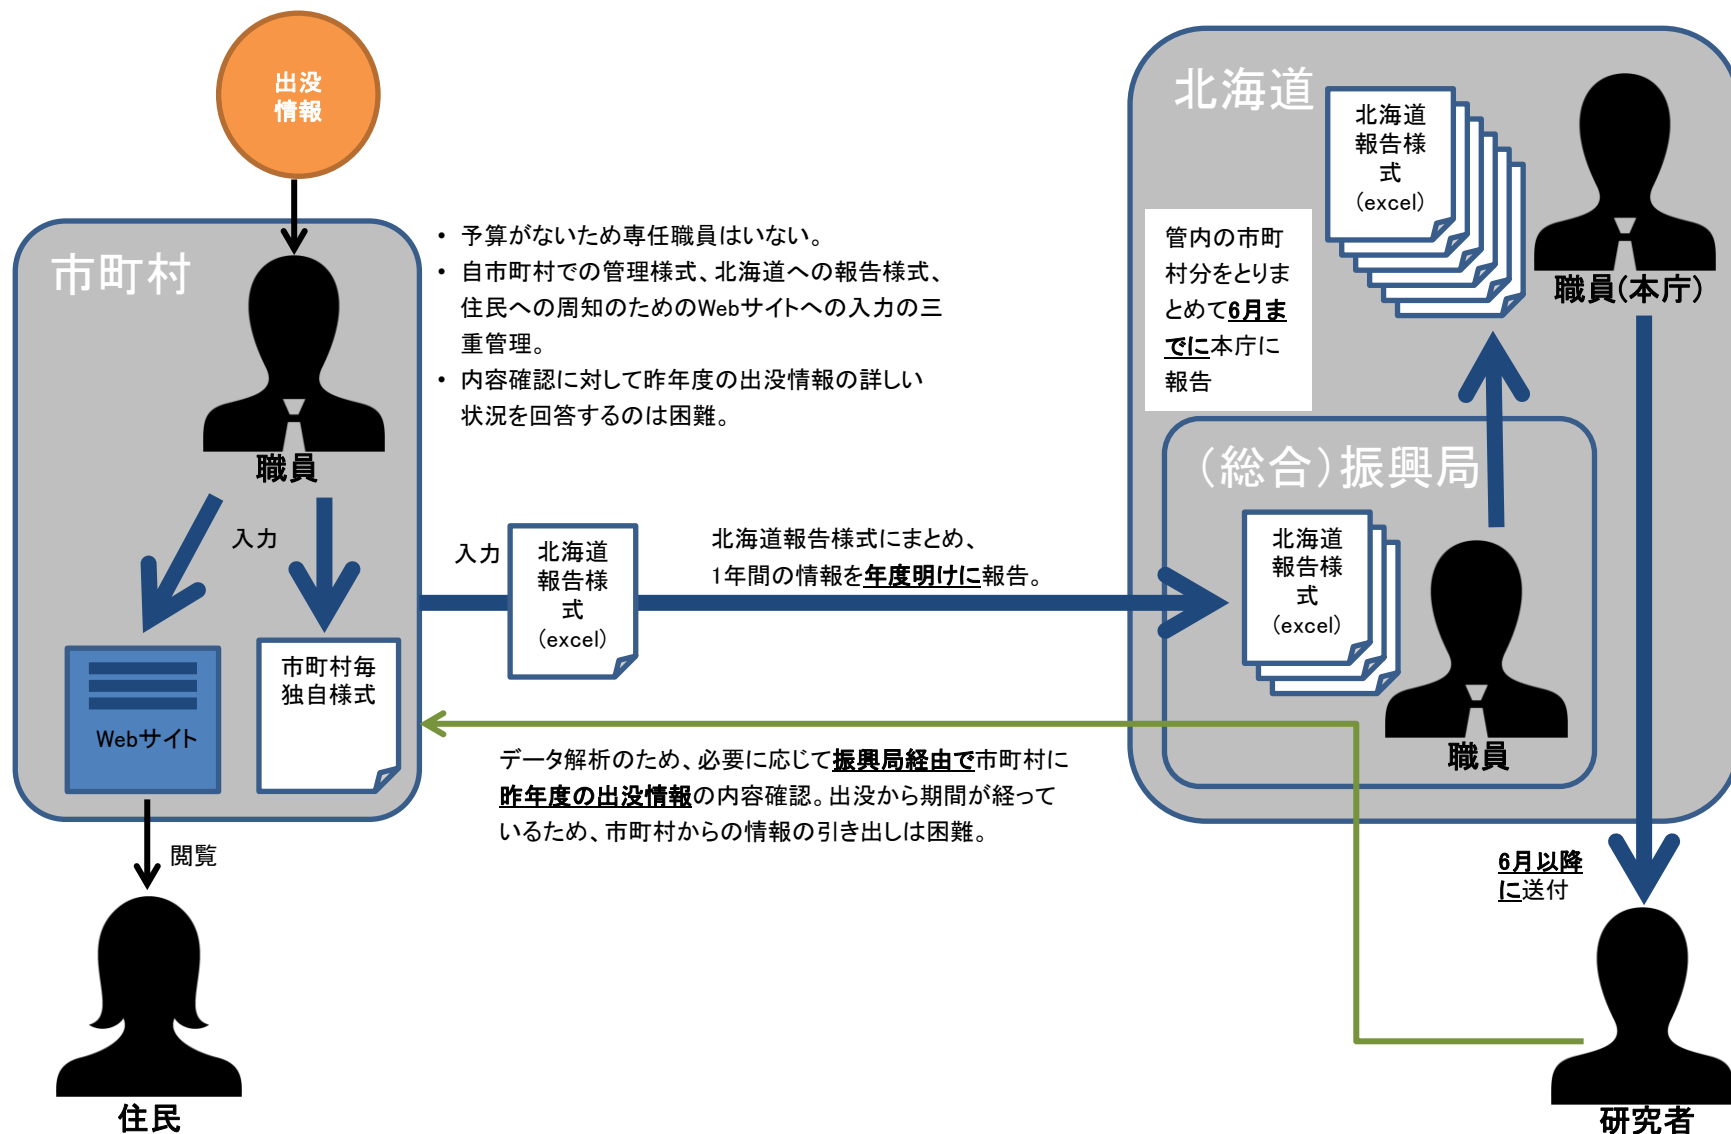 出没
情報
市町村
職員
入力
Webサイト
市町村毎
独自様式
閲覧
住民
• 予算がないため専任職員はいない。
• 自市町村での管理様式、北海道への報告様式、
住民への周知のためのWebサイトへの入力の三
重管理。
• 内容確認に対して昨年度の出没情報の詳しい
状況を回答するのは困難。
入力
北海道
報告様
式
(excel)
北海道報告様式にまとめ、
1年間の情報を年度明けに報告。
データ解析のため、必要に応じて振興局経由で市町村に
昨年度の出没情報の内容確認。出没から期間が経って
いるため、市町村からの情報の引き出しは困難。
北海道
北海道
報告様
式
(excel)
職員(本庁)
管内の市町
村分をとりま
とめて6月ま
でに本庁に
報告
（総合）振興局
北海道
報告様
式
(excel)
職員
6月以降
に送付
研究者